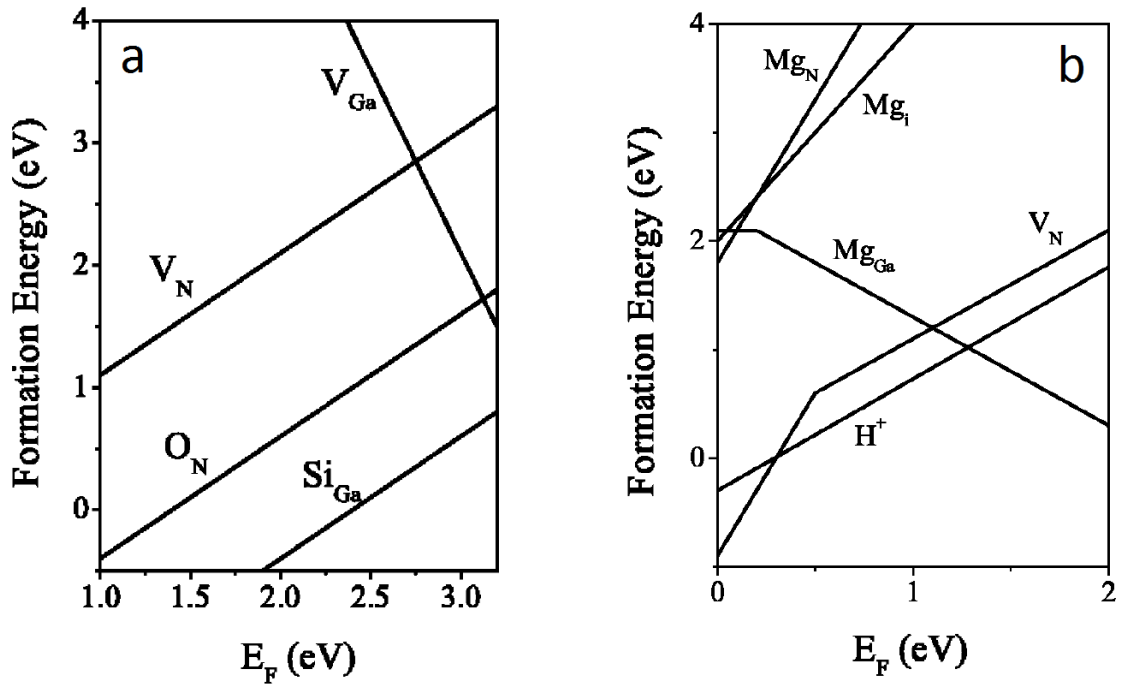 a
4
3
2
1
0
Formation Energy (eV)
V_Ga
V_N
O_N
Si_Ga
1.0 1.5 2.0 2.5 3.0
E_F (eV)
b
4
2
0
Formation Energy (eV)
Mg_N
Mg_i
V_N
Mg_Ga
H^+
0 1 2
E_F (eV)